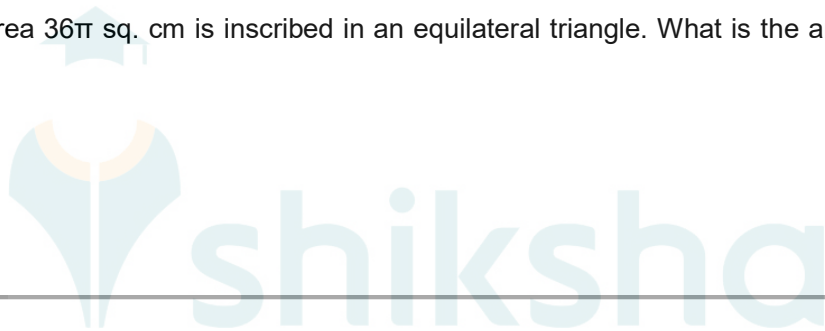 rea 36π sq. cm is inscribed in an equilateral triangle. What is the a
shiksha